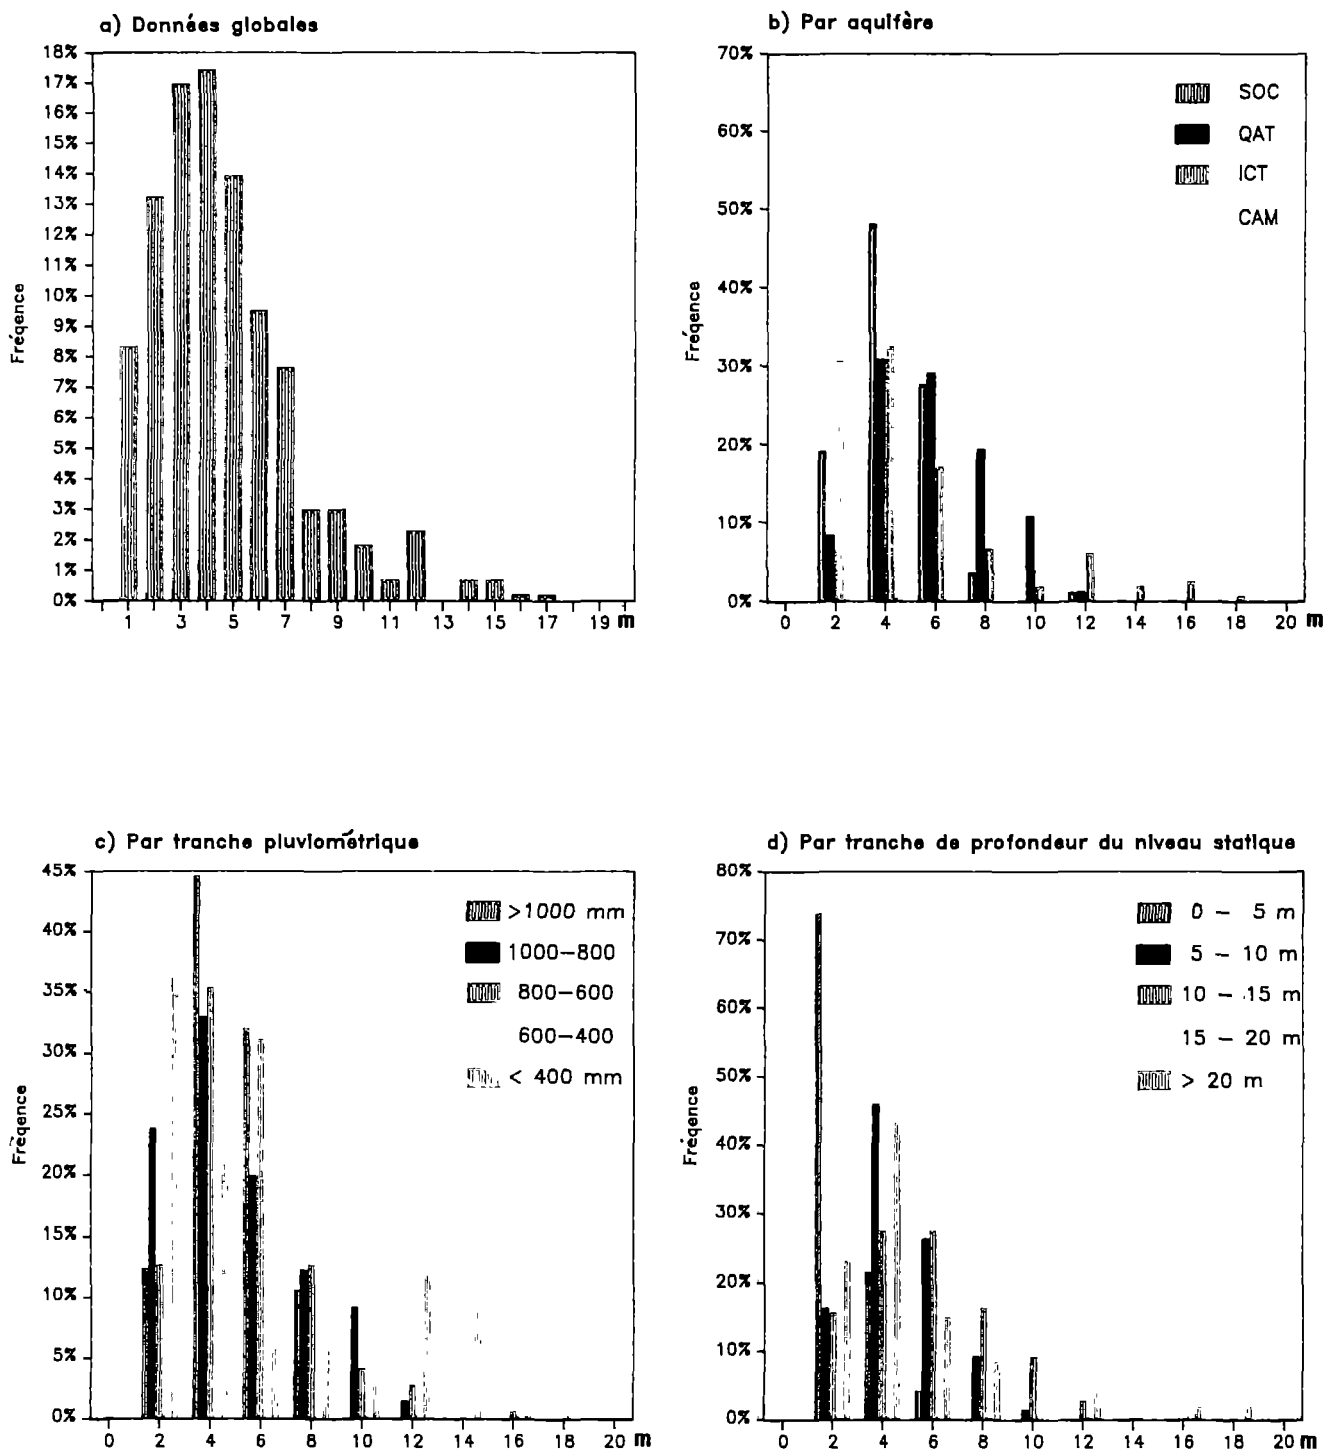 a) Données globales
18%
17%
16%
15%
14%
13%
12%
11%
10%
9%
8%
7%
6%
5%
4%
3%
2%
1%
0%
Fréqence
1 3 5 7 9 11 13 15 17 19 m
b) Par aquifère
70%
60%
50%
40%
30%
20%
10%
0%
Fréqence
SOC
QAT
ICT
CAM
0 2 4 6 8 10 12 14 16 18 20 m
c) Par tranche pluviométrique
45%
40%
35%
30%
25%
20%
15%
10%
5%
0%
Fréqence
>1000 mm
1000-800
800-600
600-400
< 400 mm
0 2 4 6 8 10 12 14 16 18 20 m
d) Par tranche de profondeur du niveau statique
80%
70%
60%
50%
40%
30%
20%
10%
0%
Fréqence
0 - 5 m
5 - 10 m
10 - 15 m
15 - 20 m
> 20 m
0 2 4 6 8 10 12 14 16 18 20 m